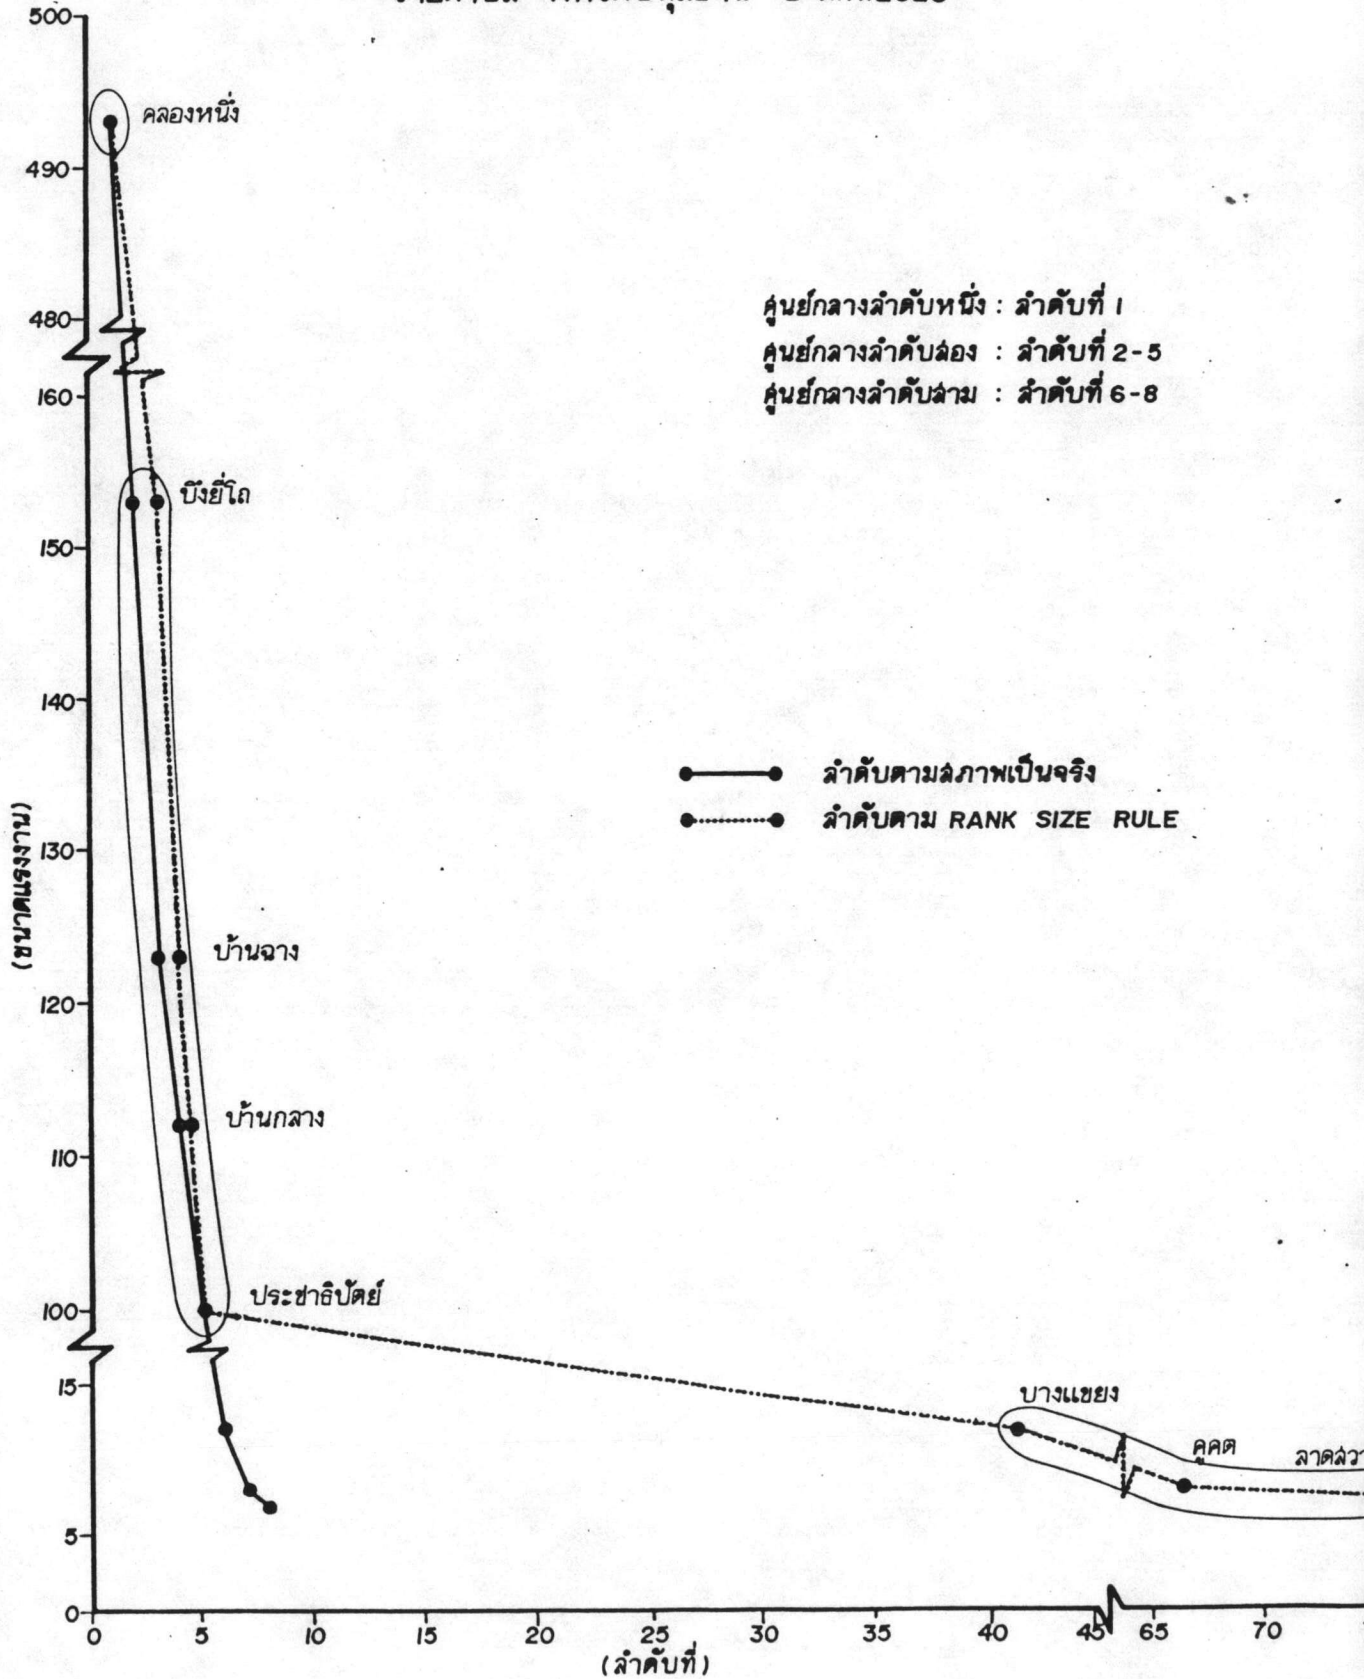 500
คลองหนึ่ง
490
480
ศูนย์กลางลำดับหนึ่ง : ลำดับที่ 1
ศูนย์กลางลำดับสอง : ลำดับที่ 2-5
ศูนย์กลางลำดับสาม : ลำดับที่ 6-8
160
บึงยี่โถ
150
140
ลำดับตามสภาพเป็นจริง
ลำดับตาม RANK SIZE RULE
(ขนาดแรงงาน)
130
บ้านฉาง
120
บ้านกลาง
110
ประชาธิปัตย์
100
15
บางแขยง
คูคต
5
0
0 5 10 15 20 25 30 35 40 45 65 70
(ลำดับที่)